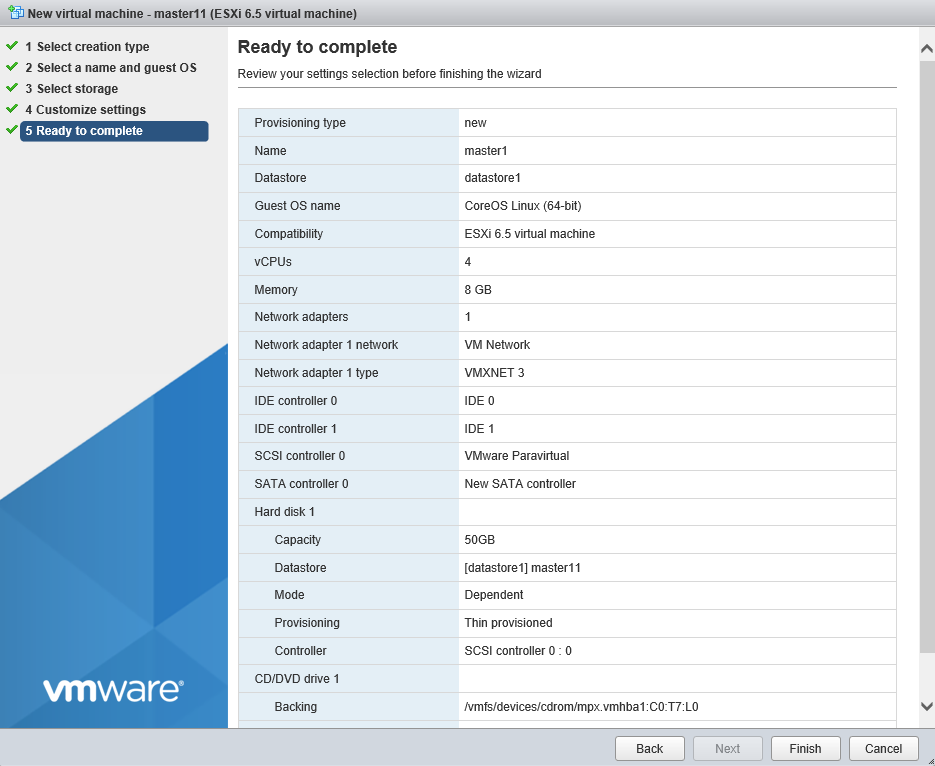 New virtual machine - master11 (ESXi 6.5 virtual machine)
1 Select creation type
2 Select a name and guest OS
3 Select storage
4 Customize settings
5 Ready to complete
vmware®
Ready to complete
Review your settings selection before finishing the wizard
Provisioning type new
Name master1
Datastore datastore1
Guest OS name CoreOS Linux (64-bit)
Compatibility ESXi 6.5 virtual machine
vCPUs 4
Memory 8 GB
Network adapters 1
Network adapter 1 network VM Network
Network adapter 1 type VMXNET 3
IDE controller 0 IDE 0
IDE controller 1 IDE 1
SCSI controller 0 VMware Paravirtual
SATA controller 0 New SATA controller
Hard disk 1
Capacity 50GB
Datastore [datastore1] master11
Mode Dependent
Provisioning Thin provisioned
Controller SCSI controller 0 : 0
CD/DVD drive 1
Backing /vmfs/devices/cdrom/mpx.vmhba1:C0:T7:L0
Back Next Finish Cancel